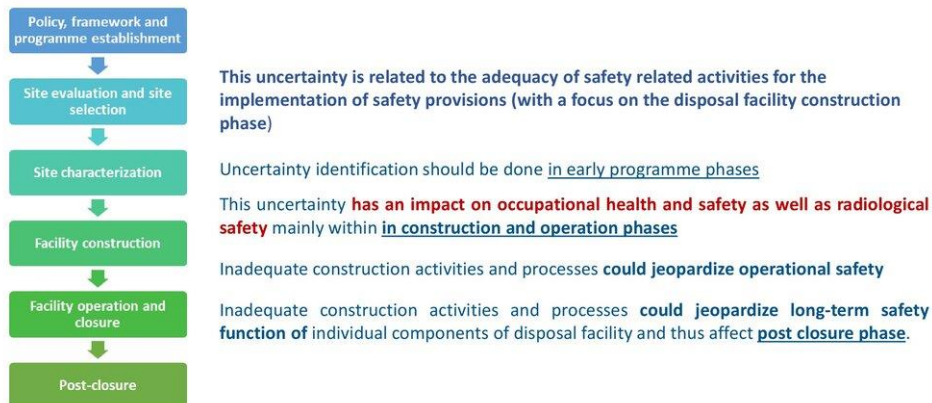 Policy, framework and
programme establishment
Site evaluation and site
selection
Site characterization
Facility construction
Facility operation and
closure
Post-closure
This uncertainty is related to the adequacy of safety related activities for the
implementation of safety provisions (with a focus on the disposal facility construction
phase)
Uncertainty identification should be done in early programme phases
This uncertainty has an impact on occupational health and safety as well as radiological
safety mainly within in construction and operation phases
Inadequate construction activities and processes could jeopardize operational safety
Inadequate construction activities and processes could jeopardize long-term safety
function of individual components of disposal facility and thus affect post closure phase.